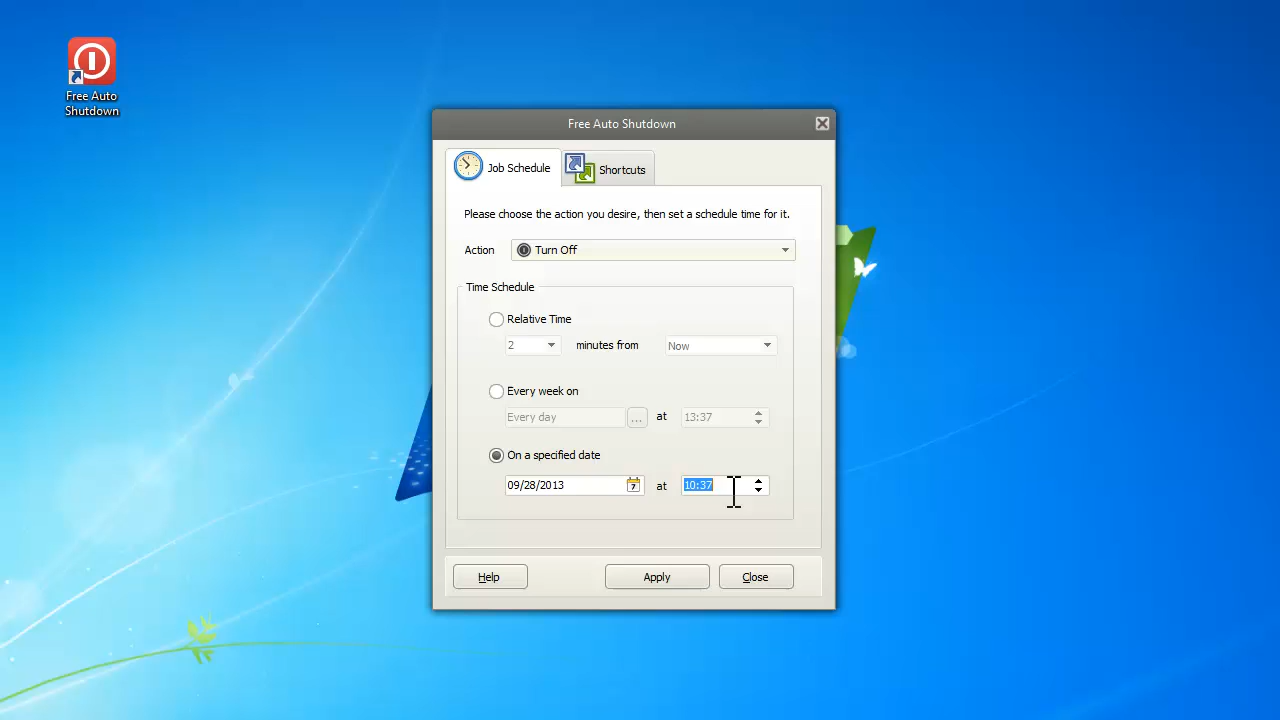 Free Auto
Shutdown
Free Auto Shutdown
Job Schedule
Shortcuts
Please choose the action you desire, then set a schedule time for it.
Action Turn Off
Time Schedule
Relative Time
2 minutes from Now
Every week on
Every day ... at 13:37
On a specified date
09/28/2013 7 at 10:37
Help Apply Close